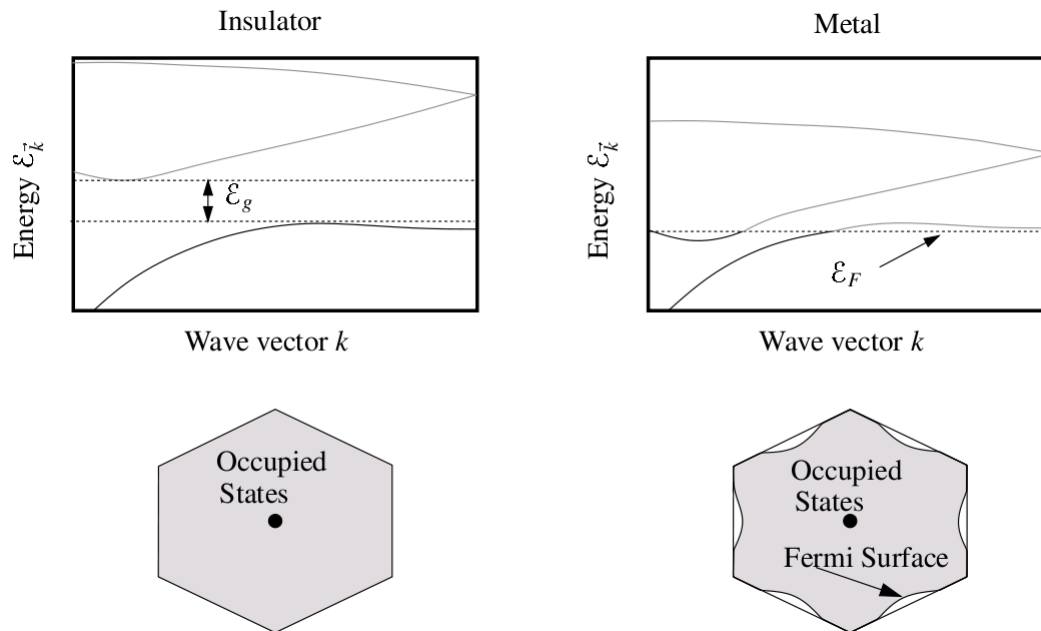 Insulator
Metal
Energy ℰ_k⃗
ℰ_g
Wave vector k
Energy ℰ_k⃗
ℰ_F
Wave vector k
Occupied
States
Occupied
States
Fermi Surface